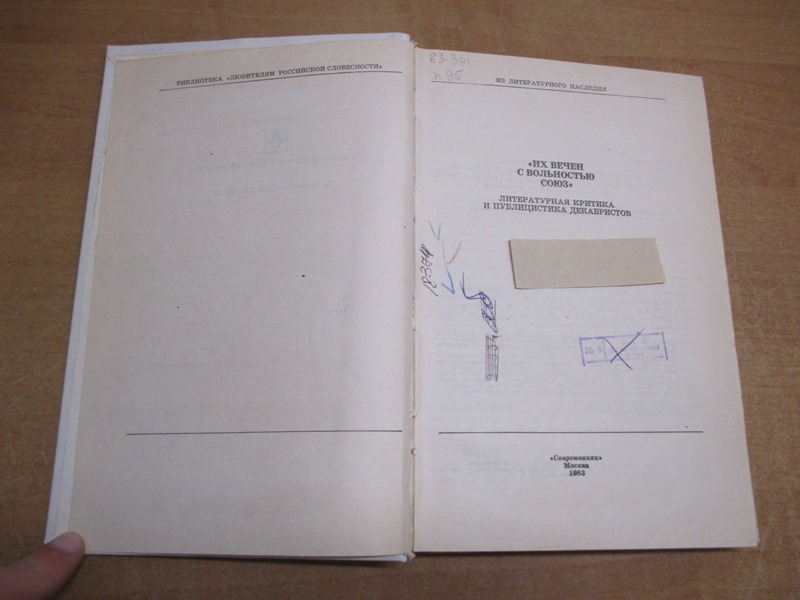 БИБЛИОТЕКА «ЛЮБИТЕЛЯМ РОССИЙСКОЙ СЛОВЕСНОСТИ»
ИЗ ЛИТЕРАТУРНОГО НАСЛЕДИЯ
«ИХ ВЕЧЕН
С ВОЛЬНОСТЬЮ
СОЮЗ»
ЛИТЕРАТУРНАЯ КРИТИКА
И ПУБЛИЦИСТИКА ДЕКАБРИСТОВ
«Современник»
Москва
1983